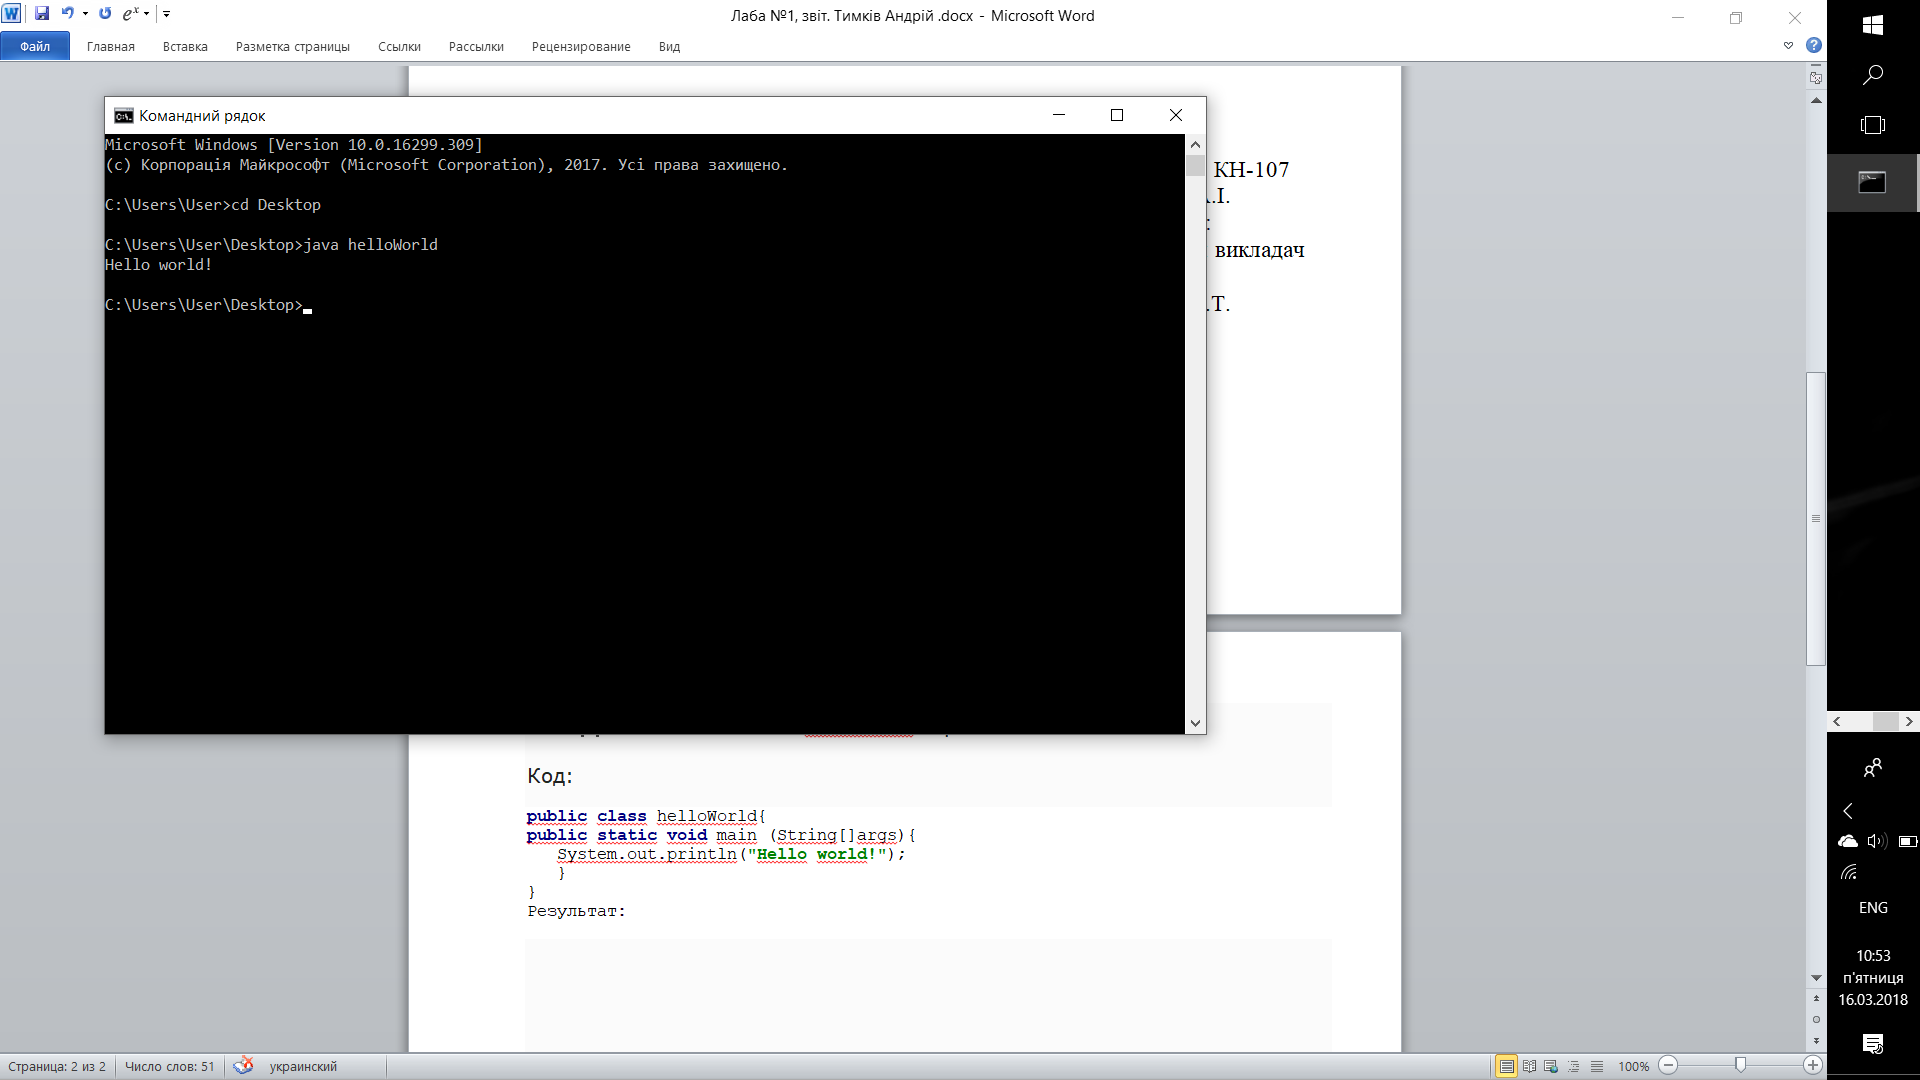 Лаба №1, звіт. Тимків Андрій .docx - Microsoft Word
Файл Главная Вставка Разметка страницы Ссылки Рассылки Рецензирование Вид
Командний рядок
Microsoft Windows [Version 10.0.16299.309]
(c) Корпорація Майкрософт (Microsoft Corporation), 2017. Усі права захищено.
C:\Users\User>cd Desktop
C:\Users\User\Desktop>java helloWorld
Hello world!
C:\Users\User\Desktop>
КН-107
.І.
:
викладач
.Т.
Код:
public class helloWorld{
public static void main (String[]args){
System.out.println("Hello world!");
}
}
Результат:
Страница: 2 из 2 Число слов: 51 украинский 100%
ENG
10:53
п'ятниця
16.03.2018